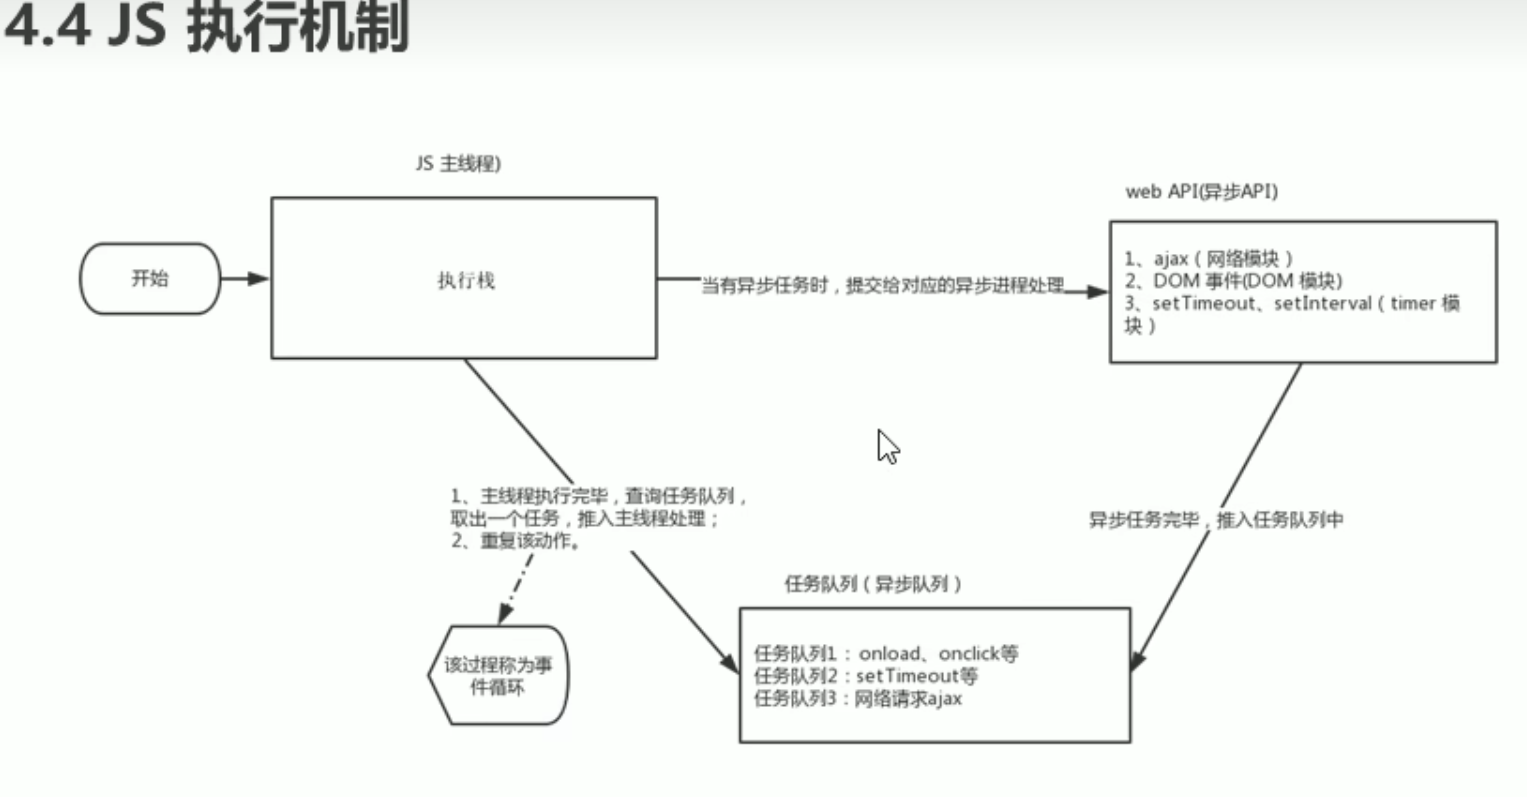 4.4 JS 执行机制
JS 主线程)
web API(异步API)
开始
执行栈
当有异步任务时，提交给对应的异步进程处理
1、ajax（网络模块）
2、DOM 事件(DOM 模块)
3、setTimeout、setInterval（timer 模
块）
1、主线程执行完毕，查询任务队列，
取出一个任务，推入主线程处理；
2、重复该动作。
异步任务完毕，推入任务队列中
任务队列（异步队列）
该过程称为事
件循环
任务队列1：onload、onclick等
任务队列2：setTimeout等
任务队列3：网络请求ajax